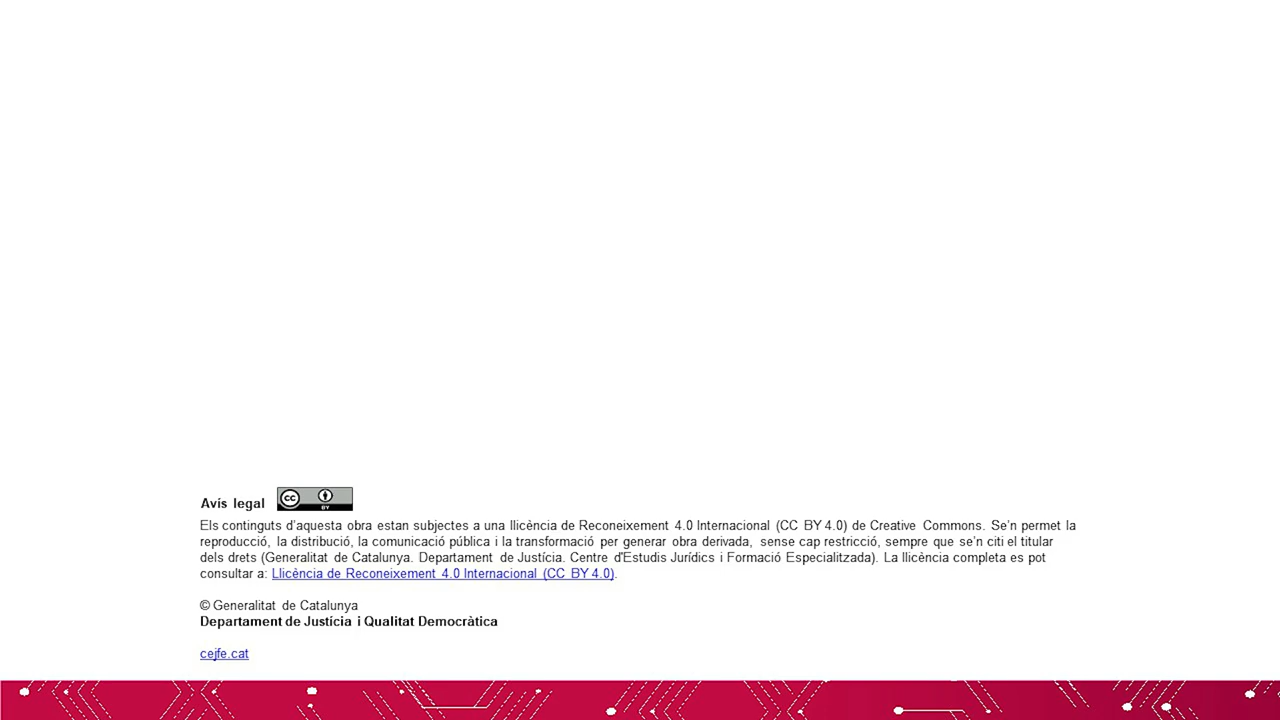 Avís legal
cc
BY
Els continguts d’aquesta obra estan subjectes a una llicència de Reconeixement 4.0 Internacional (CC BY 4.0) de Creative Commons. Se’n permet la
reproducció, la distribució, la comunicació pública i la transformació per generar obra derivada, sense cap restricció, sempre que se’n citi el titular
dels drets (Generalitat de Catalunya. Departament de Justícia. Centre d'Estudis Jurídics i Formació Especialitzada). La llicència completa es pot
consultar a: Llicència de Reconeixement 4.0 Internacional (CC BY 4.0).
© Generalitat de Catalunya
Departament de Justícia i Qualitat Democràtica
cejfe.cat